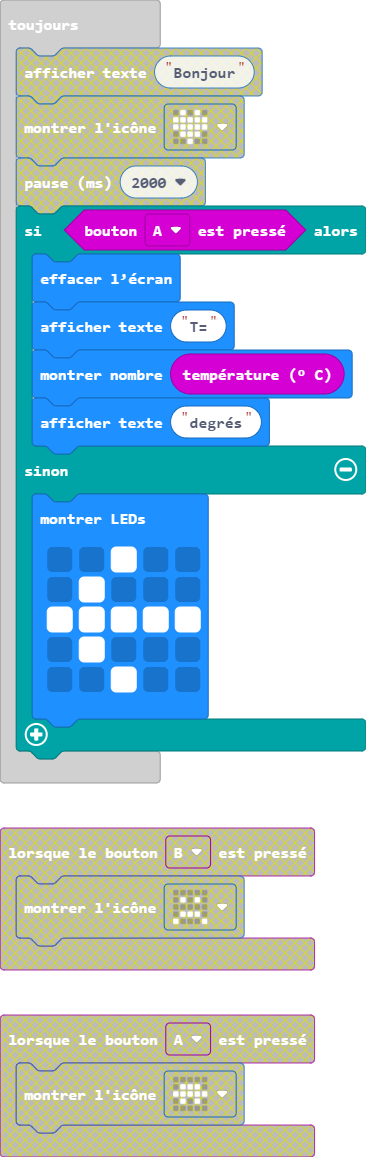 toujours
afficher texte "Bonjour"
montrer l'icône
pause (ms) 2000
si bouton A est pressé alors
effacer l’écran
afficher texte "T="
montrer nombre température (° C)
afficher texte "degrés"
sinon
montrer LEDs
lorsque le bouton B est pressé
montrer l'icône
lorsque le bouton A est pressé
montrer l'icône